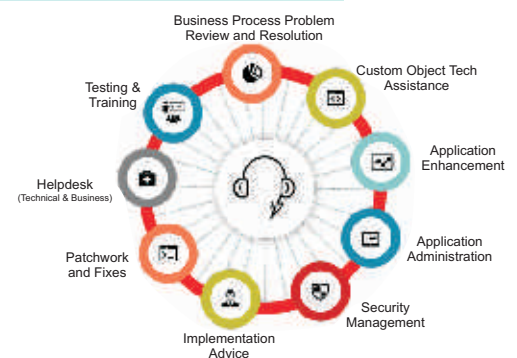 Business Process Problem
Review and Resolution
Custom Object Tech
Assistance
Application
Enhancement
Application
Administration
Security
Management
Implementation
Advice
Patchwork
and Fixes
Helpdesk
(Technical & Business)
Testing &
Training